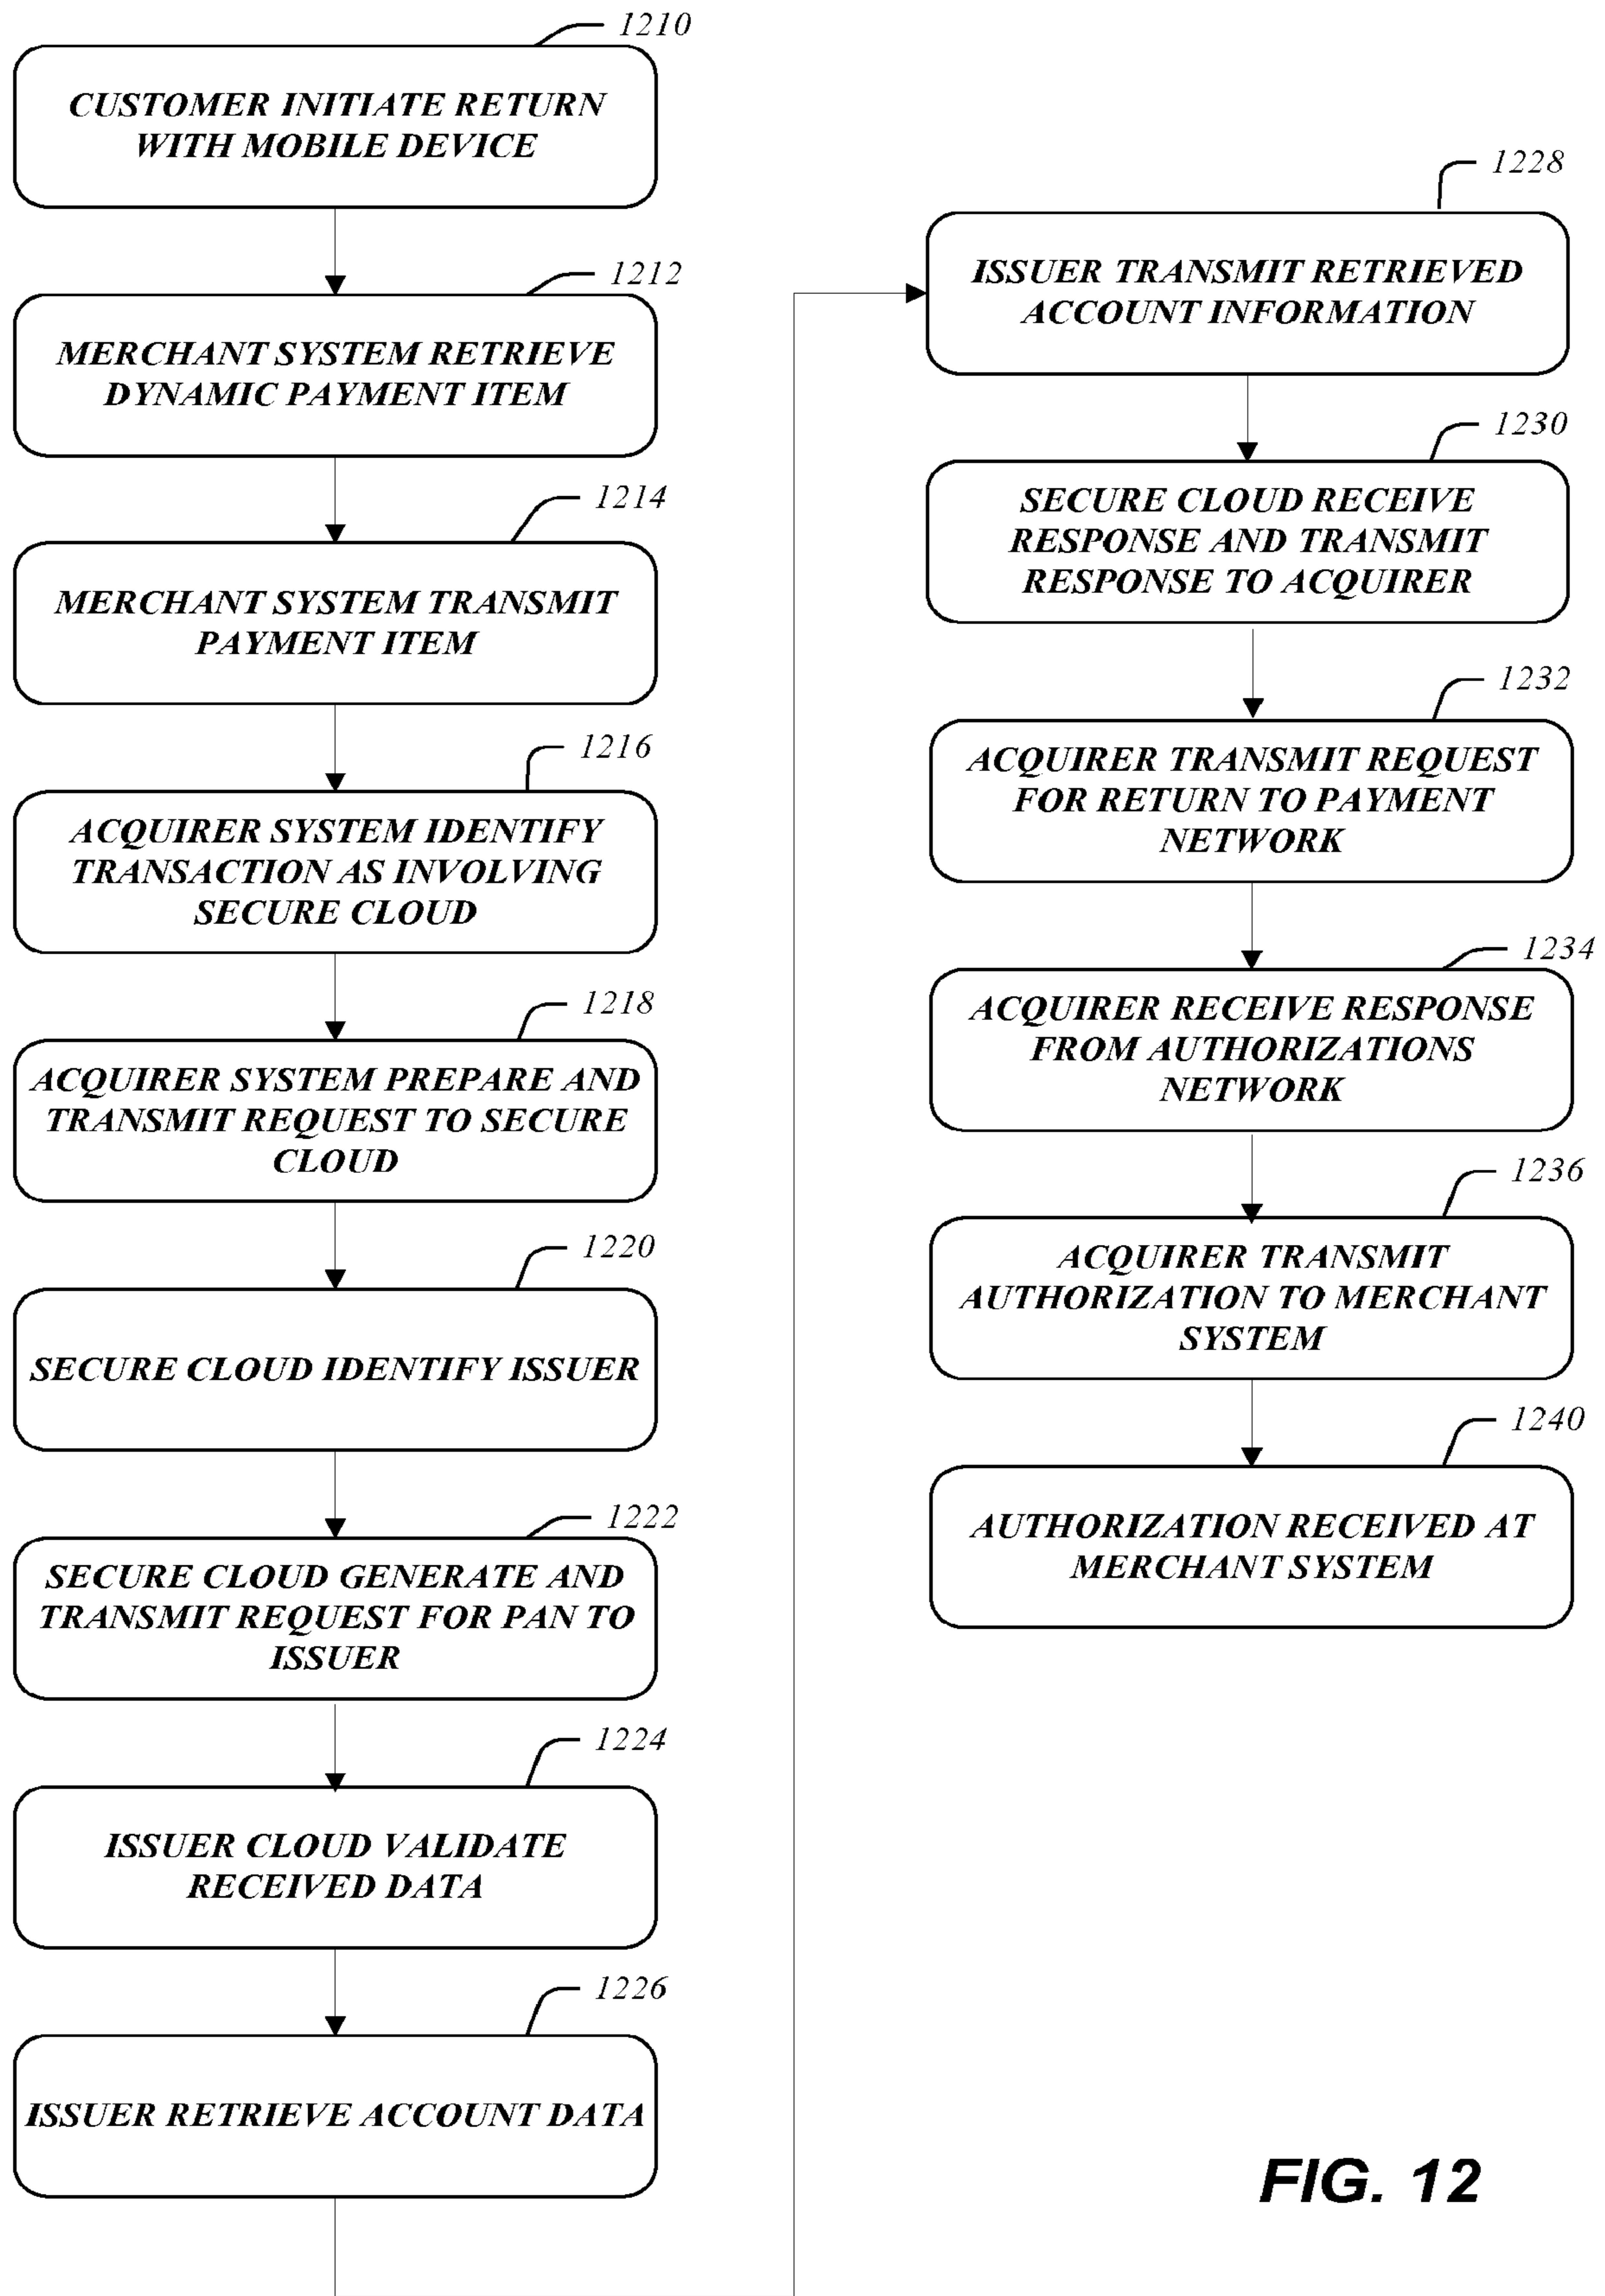 1210
CUSTOMER INITIATE RETURN
WITH MOBILE DEVICE
1212
MERCHANT SYSTEM RETRIEVE
DYNAMIC PAYMENT ITEM
1214
MERCHANT SYSTEM TRANSMIT
PAYMENT ITEM
1216
ACQUIRER SYSTEM IDENTIFY
TRANSACTION AS INVOLVING
SECURE CLOUD
1218
ACQUIRER SYSTEM PREPARE AND
TRANSMIT REQUEST TO SECURE
CLOUD
1220
SECURE CLOUD IDENTIFY ISSUER
1222
SECURE CLOUD GENERATE AND
TRANSMIT REQUEST FOR PAN TO
ISSUER
1224
ISSUER CLOUD VALIDATE
RECEIVED DATA
1226
ISSUER RETRIEVE ACCOUNT DATA
1228
ISSUER TRANSMIT RETRIEVED
ACCOUNT INFORMATION
1230
SECURE CLOUD RECEIVE
RESPONSE AND TRANSMIT
RESPONSE TO ACQUIRER
1232
ACQUIRER TRANSMIT REQUEST
FOR RETURN TO PAYMENT
NETWORK
1234
ACQUIRER RECEIVE RESPONSE
FROM AUTHORIZATIONS
NETWORK
1236
ACQUIRER TRANSMIT
AUTHORIZATION TO MERCHANT
SYSTEM
1240
AUTHORIZATION RECEIVED AT
MERCHANT SYSTEM
FIG. 12